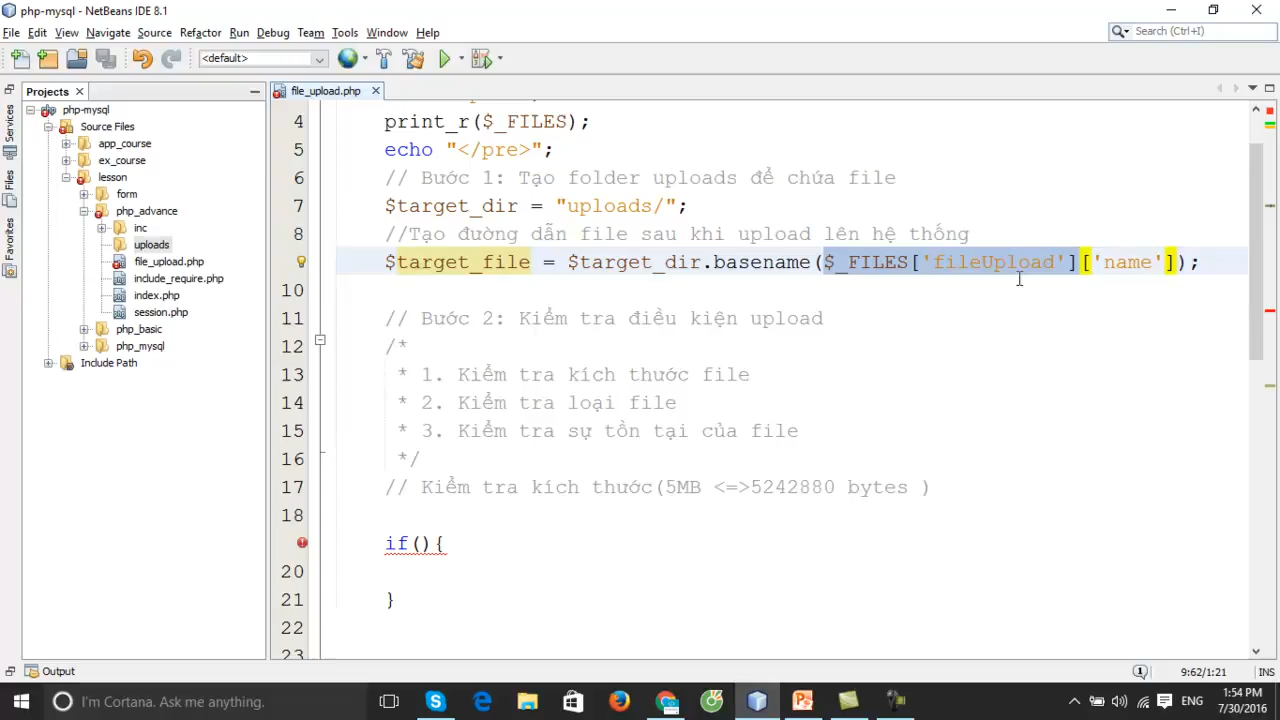 php-mysql - NetBeans IDE 8.1
File Edit View Navigate Source Refactor Run Debug Team Tools Window Help
Search (Ctrl+I)
<default>
Projects
file_upload.php
Services
Files
Favorites
php-mysql
Source Files
app_course
ex_course
lesson
form
php_advance
inc
uploads
file_upload.php
include_require.php
index.php
session.php
php_basic
php_mysql
Include Path
4 print_r($_FILES);
5 echo "</pre>";
6 // Bước 1: Tạo folder uploads để chứa file
7 $target_dir = "uploads/";
8 //Tạo đường dẫn file sau khi upload lên hệ thống
$target_file = $target_dir.basename($_FILES['fileUpload']['name']);
10
11 // Bước 2: Kiểm tra điều kiện upload
12 /*
13 * 1. Kiểm tra kích thước file
14 * 2. Kiểm tra loại file
15 * 3. Kiểm tra sự tồn tại của file
16 */
17 // Kiểm tra kích thước(5MB <=>5242880 bytes )
18
if(){
20
21 }
22
23
Output
1
9:62/1:21
INS
I'm Cortana. Ask me anything.
ENG
1:54 PM
7/30/2016